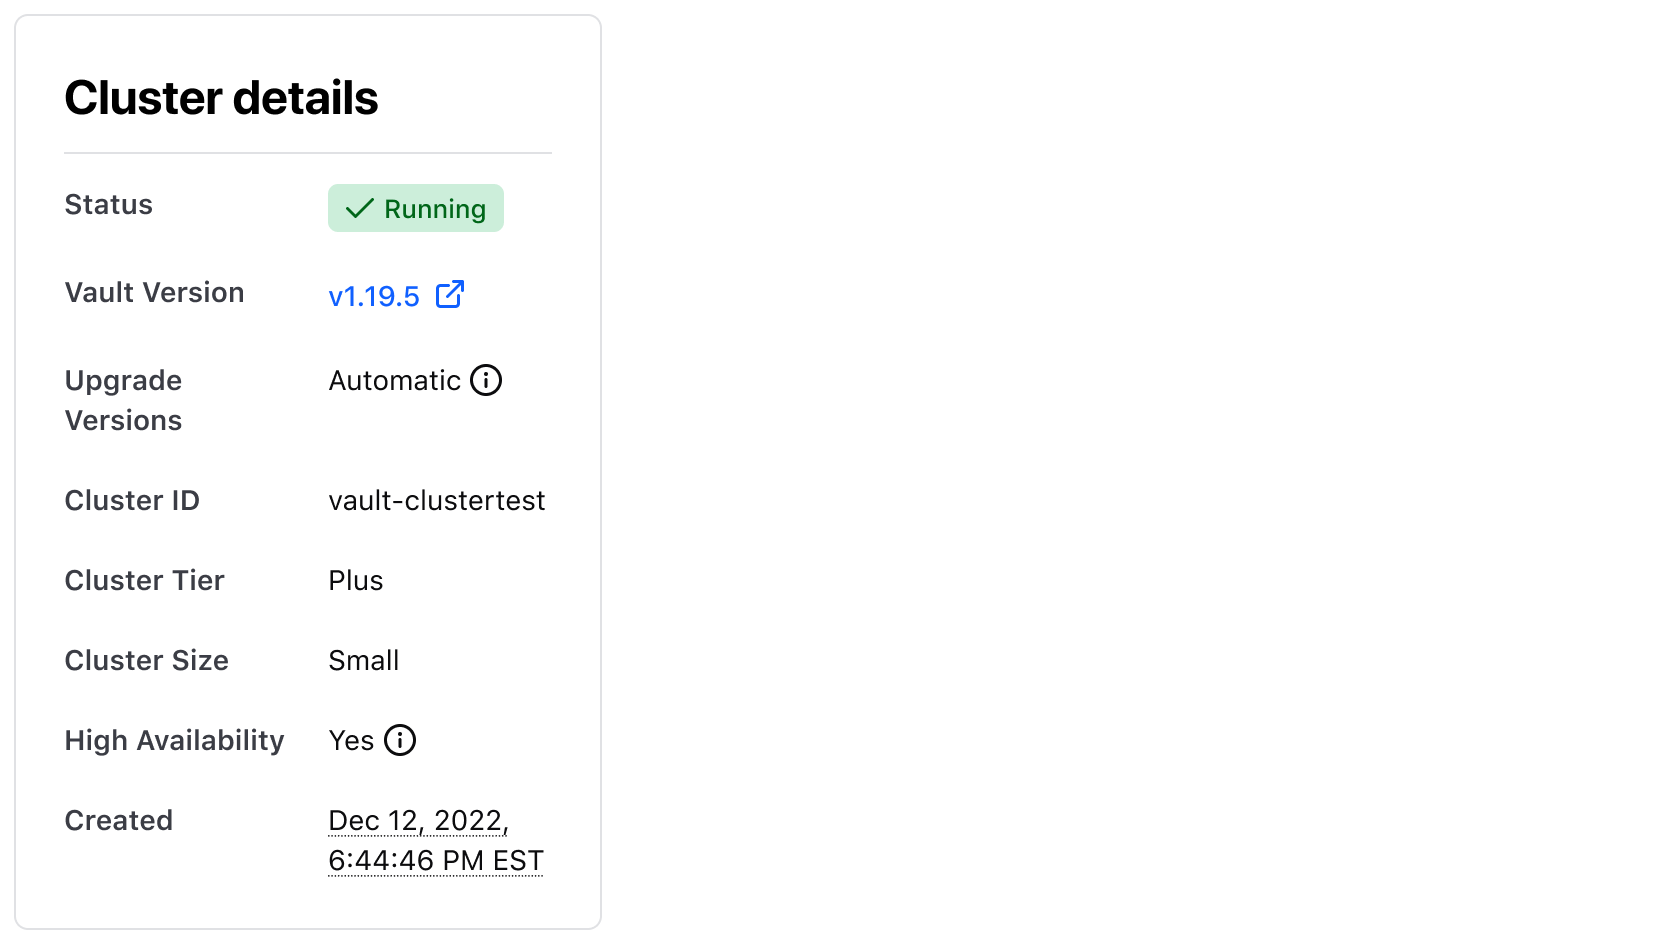 Cluster details
Status
Running
Vault Version
v1.19.5
Upgrade
Versions
Automatic
Cluster ID
vault-clustertest
Cluster Tier
Plus
Cluster Size
Small
High Availability
Yes
Created
Dec 12, 2022,
6:44:46 PM EST